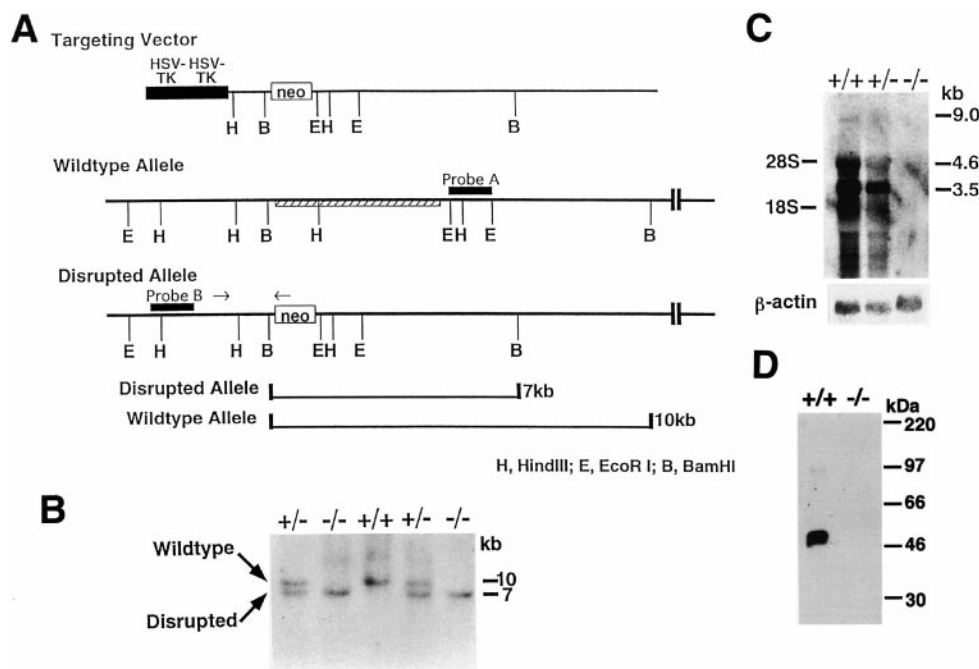 A
Targeting Vector
HSV- HSV-
TK TK
neo
H B E H E B
Wildtype Allele
Probe A
E H H B H E H E B
Disrupted Allele
Probe B → ←
neo
E H H B E H E B
Disrupted Allele 7kb
Wildtype Allele 10kb
H, HindIII; E, EcoR I; B, BamHI
B
+/- -/- +/+ +/- -/-
kb
Wildtype
10
7
Disrupted
C
+/+ +/- -/-
kb
9.0
28S 4.6
3.5
18S
β-actin
D
+/+ -/-
kDa
220
97
66
46
30